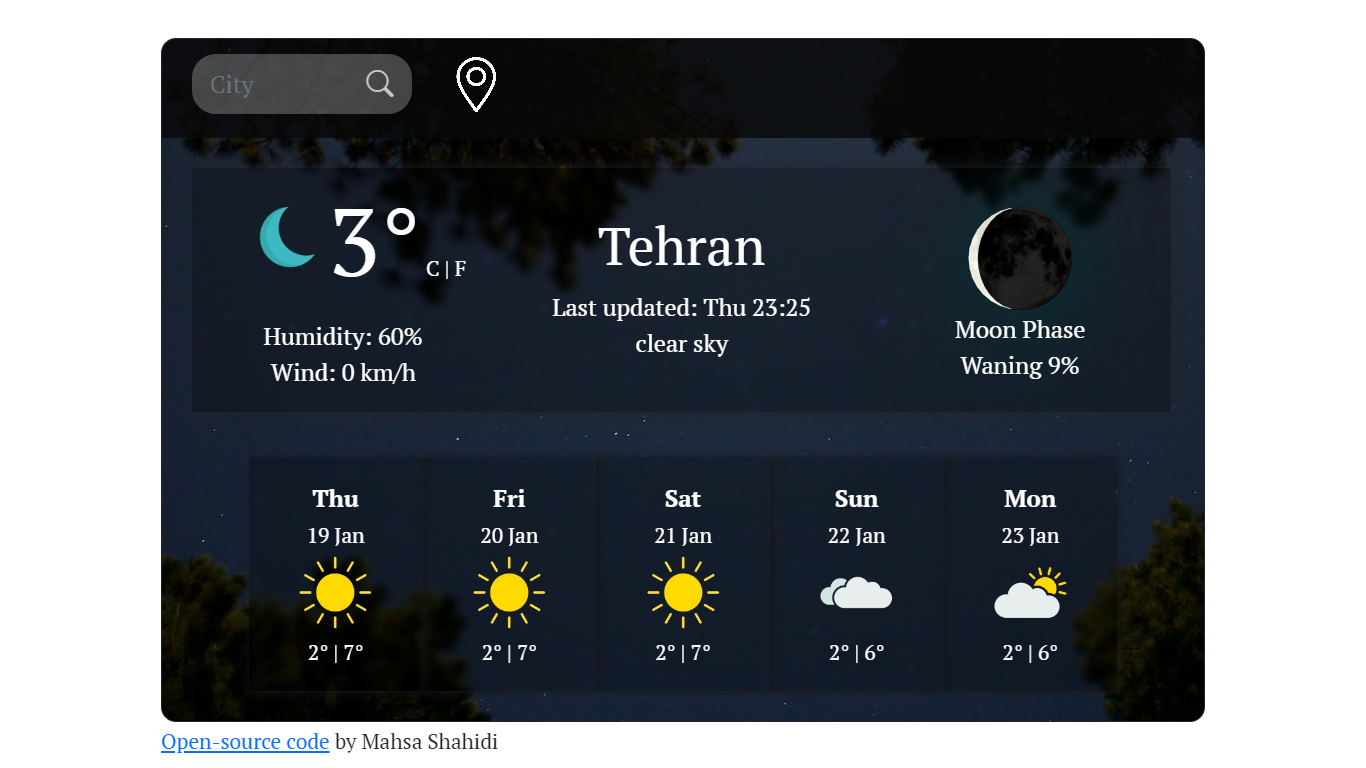 City
3°
C | F
Humidity: 60%
Wind: 0 km/h
Tehran
Last updated: Thu 23:25
clear sky
Moon Phase
Waning 9%
Thu
19 Jan
2° | 7°
Fri
20 Jan
2° | 7°
Sat
21 Jan
2° | 7°
Sun
22 Jan
2° | 6°
Mon
23 Jan
2° | 6°
Open-source code by Mahsa Shahidi